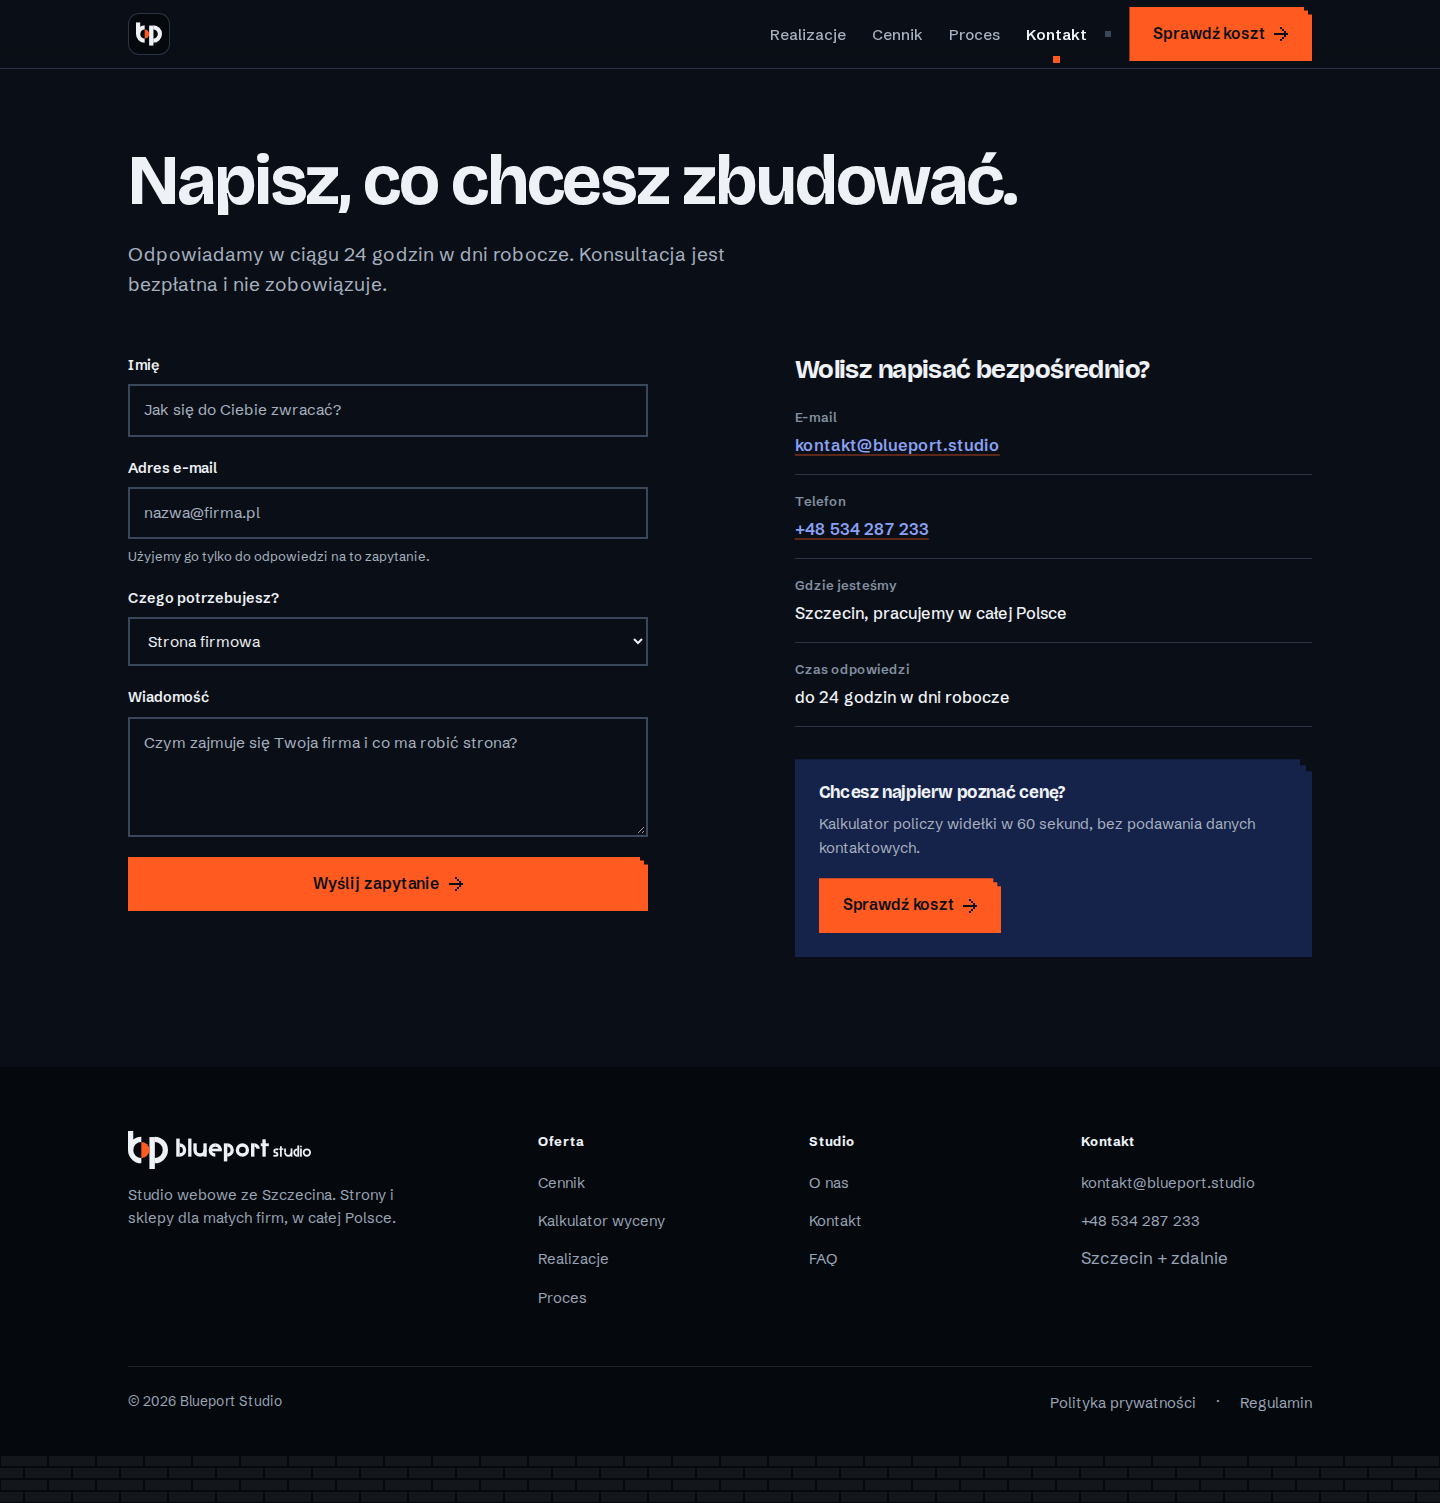 bp
Realizacje
Cennik
Proces
Kontakt
Sprawdź koszt
Napisz, co chcesz zbudować.
Odpowiadamy w ciągu 24 godzin w dni robocze. Konsultacja jest
bezpłatna i nie zobowiązuje.
Imię
Jak się do Ciebie zwracać?
Adres e-mail
nazwa@firma.pl
Użyjemy go tylko do odpowiedzi na to zapytanie.
Czego potrzebujesz?
Strona firmowa
Wiadomość
Czym zajmuje się Twoja firma i co ma robić strona?
Wyślij zapytanie
Wolisz napisać bezpośrednio?
E-mail
kontakt@blueport.studio
Telefon
+48 534 287 233
Gdzie jesteśmy
Szczecin, pracujemy w całej Polsce
Czas odpowiedzi
do 24 godzin w dni robocze
Chcesz najpierw poznać cenę?
Kalkulator policzy widełki w 60 sekund, bez podawania danych
kontaktowych.
Sprawdź koszt
bp blueport studio
Studio webowe ze Szczecina. Strony i
sklepy dla małych firm, w całej Polsce.
Oferta
Cennik
Kalkulator wyceny
Realizacje
Proces
Studio
O nas
Kontakt
FAQ
Kontakt
kontakt@blueport.studio
+48 534 287 233
Szczecin + zdalnie
© 2026 Blueport Studio
Polityka prywatności · Regulamin